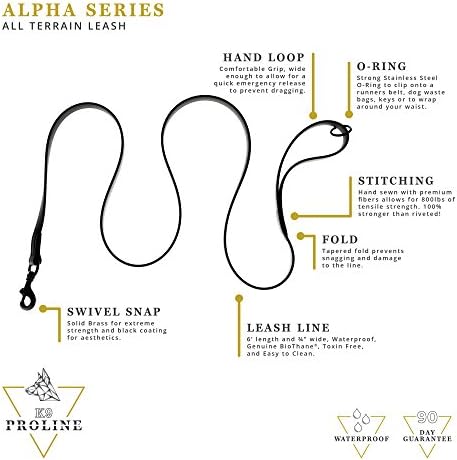 ALPHA SERIES
ALL TERRAIN LEASH
HAND LOOP
Comfortable Grip, wide
enough to allow for a
quick emergency release
to prevent dragging.
O-RING
Strong Stainless Steel
O-Ring to clip onto a
runners belt, dog waste
bags, keys or to wrap
around your waist.
STITCHING
Hand sewn with premium
fibers allows for 800lbs of
tensile strength. 100%
stronger than riveted!
FOLD
Tapered fold prevents
snagging and damage
to the line.
SWIVEL SNAP
Solid Brass for extreme
strength and black coating
for aesthetics.
LEASH LINE
6' length and ¾" wide, Waterproof,
Genuine BioThane®, Toxin Free,
and Easy to Clean.
K9
PROLINE
WATERPROOF
90
DAY
GUARANTEE